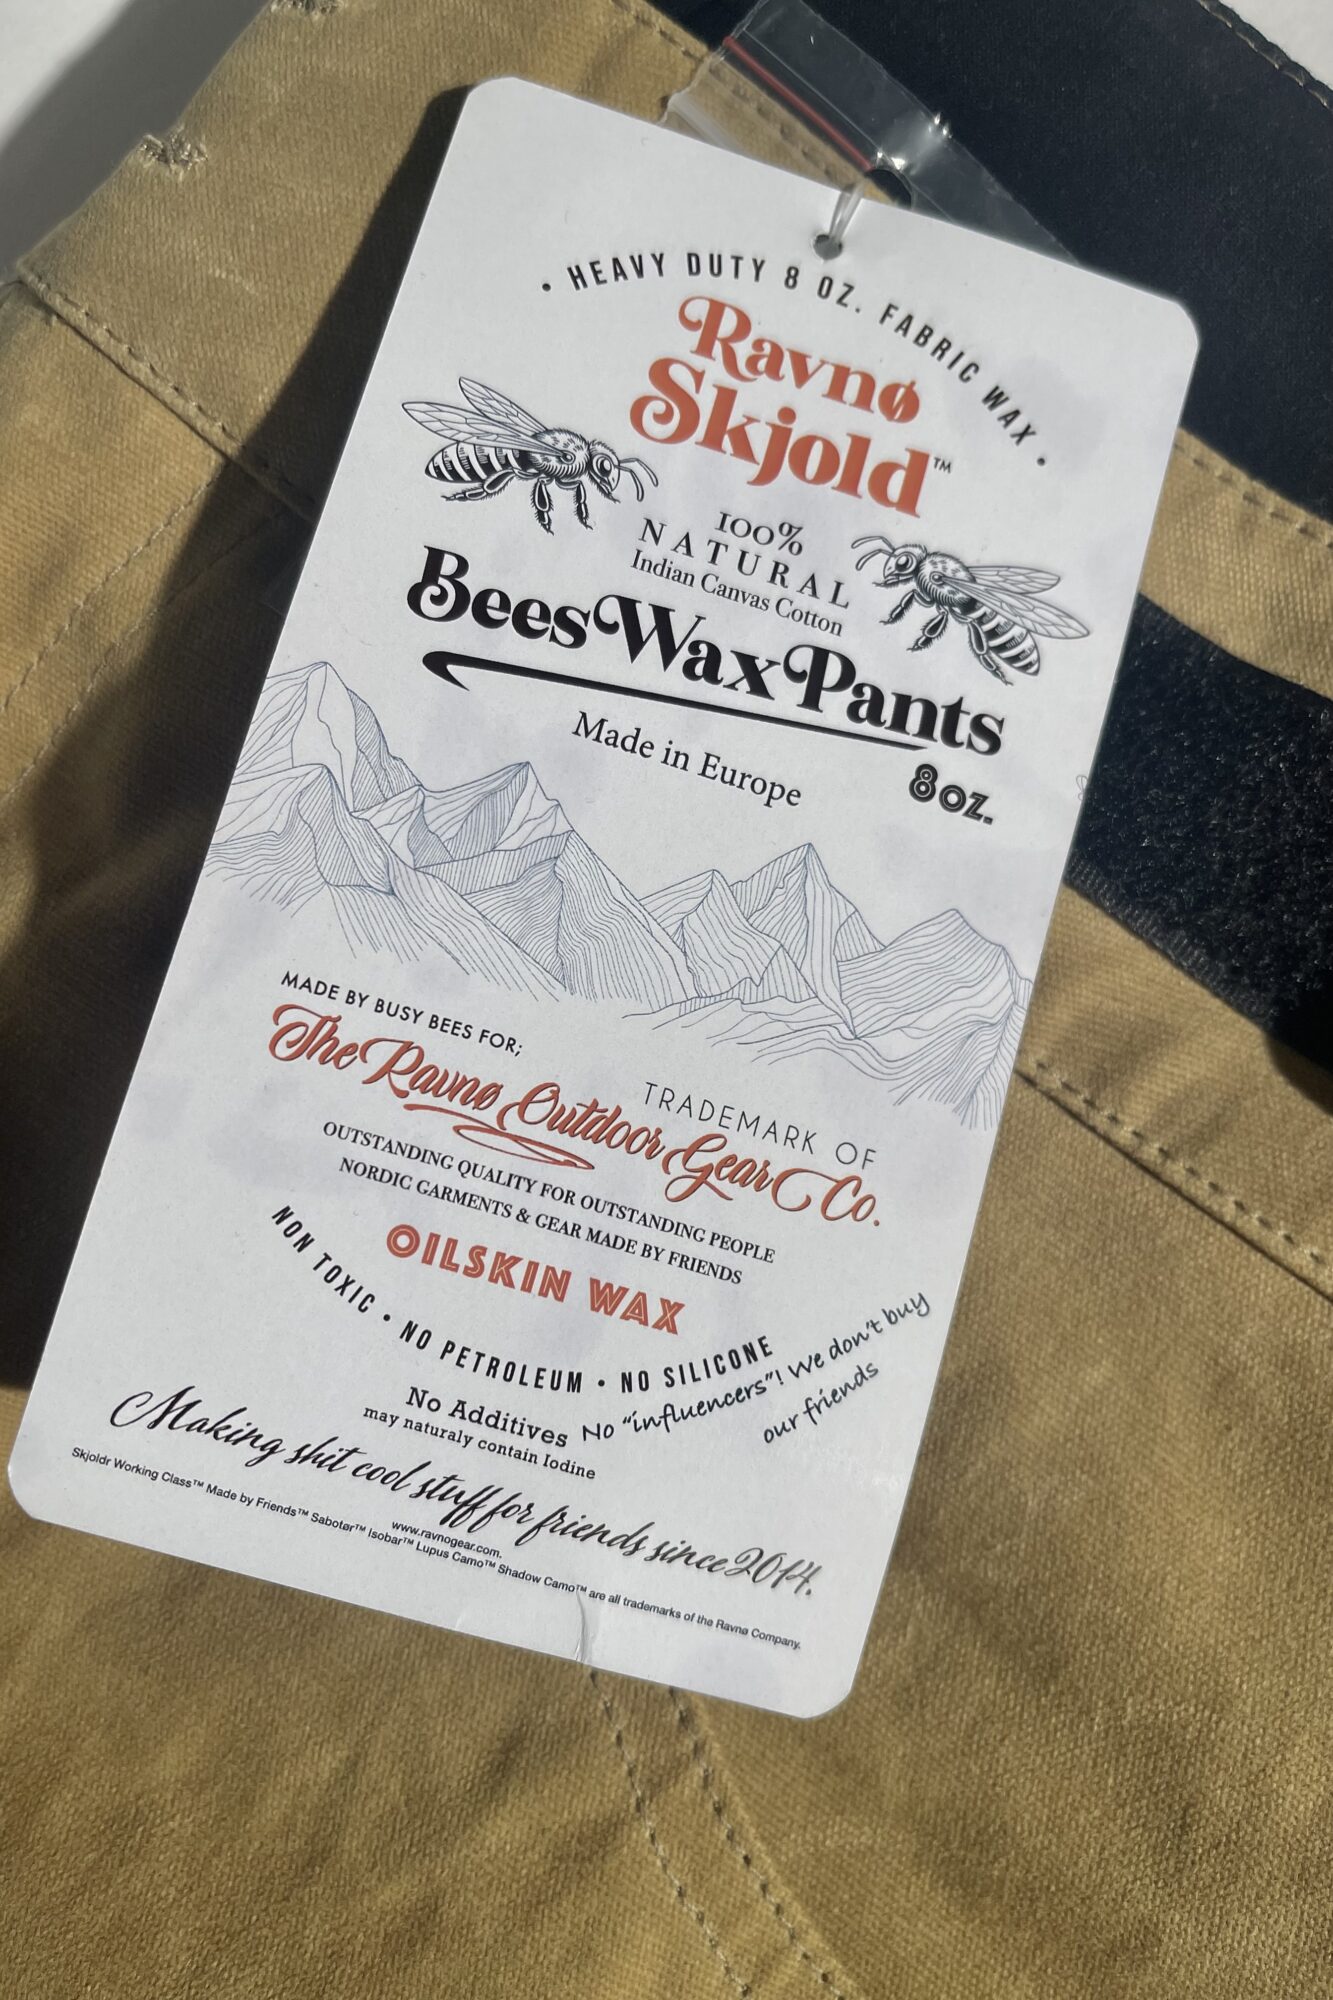 • HEAVY DUTY 8 OZ. FABRIC WAX •
Ravnø
Skjold™
100%
NATURAL
Indian Canvas Cotton
BeesWaxPants
8oz.
Made in Europe
MADE BY BUSY BEES FOR;
TRADEMARK OF
The Ravnø Outdoor Gear Co.
OUTSTANDING QUALITY FOR OUTSTANDING PEOPLE
NORDIC GARMENTS & GEAR MADE BY FRIENDS
OILSKIN WAX
NON TOXIC • NO PETROLEUM • NO SILICONE
No Additives
may naturaly contain Iodine
No "influencers"! We don't buy
our friends
Making shit cool stuff for friends since 2014.
www.ravnogear.com.
Skjoldr Working Class™ Made by Friends™ Sabotør™ Isobar™ Lupus Camo™ Shadow Camo™ are all trademarks of the Ravnø Company.